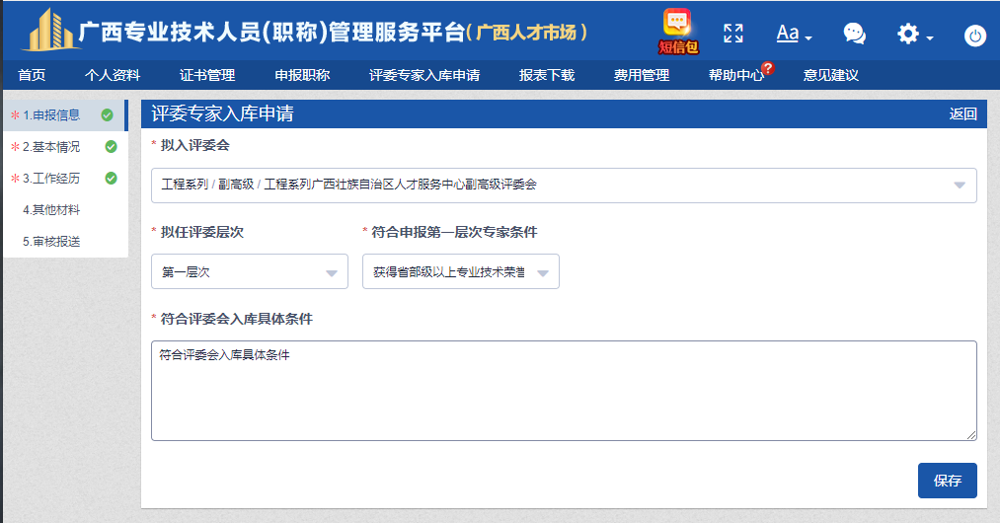 广西专业技术人员(职称)管理服务平台(广西人才市场)
短信包
Aa
首页 个人资料 证书管理 申报职称 评委专家入库申请 报表下载 费用管理 帮助中心? 意见建议
*1.申报信息
*2.基本情况
*3.工作经历
4.其他材料
5.审核报送
评委专家入库申请 返回
* 拟入评委会
工程系列 / 副高级 / 工程系列广西壮族自治区人才服务中心副高级评委会
* 拟任评委层次 * 符合申报第一层次专家条件
第一层次 获得省部级以上专业技术荣誉
* 符合评委会入库具体条件
符合评委会入库具体条件
保存